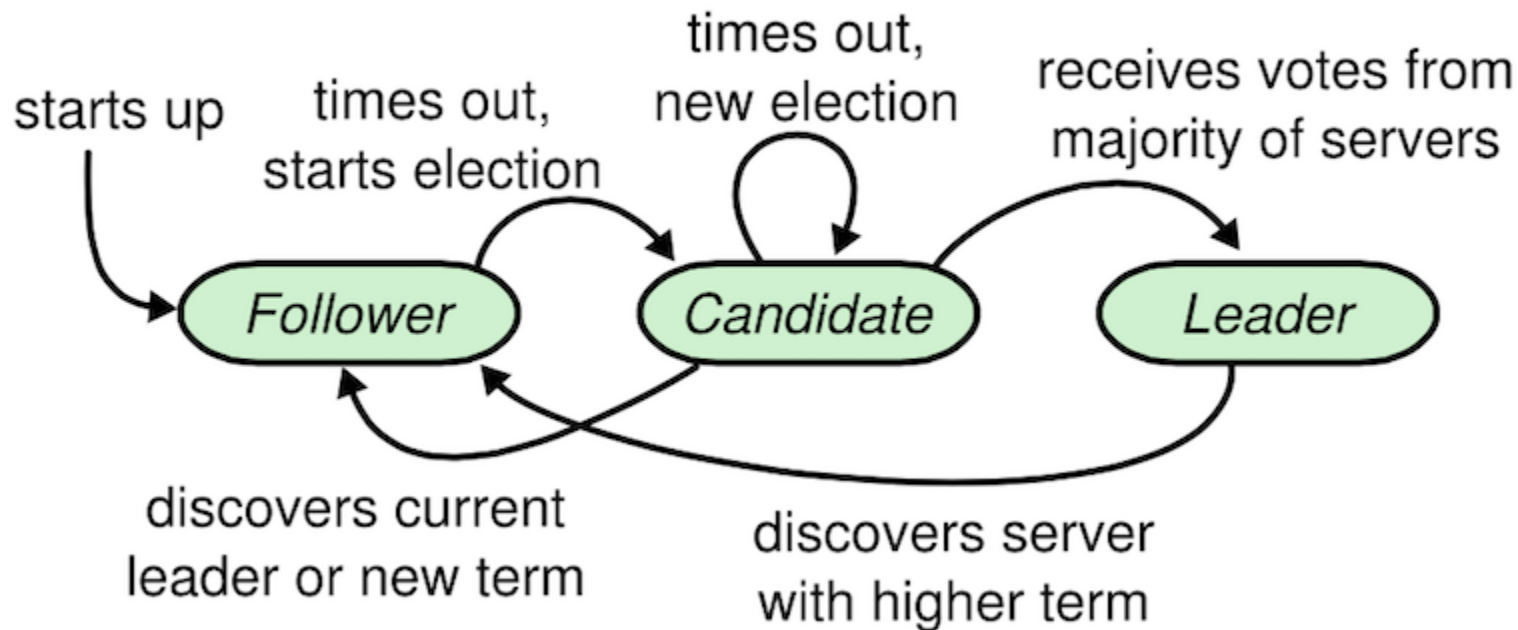 starts up
times out,
starts election
times out,
new election
receives votes from
majority of servers
Follower
Candidate
Leader
discovers current
leader or new term
discovers server
with higher term